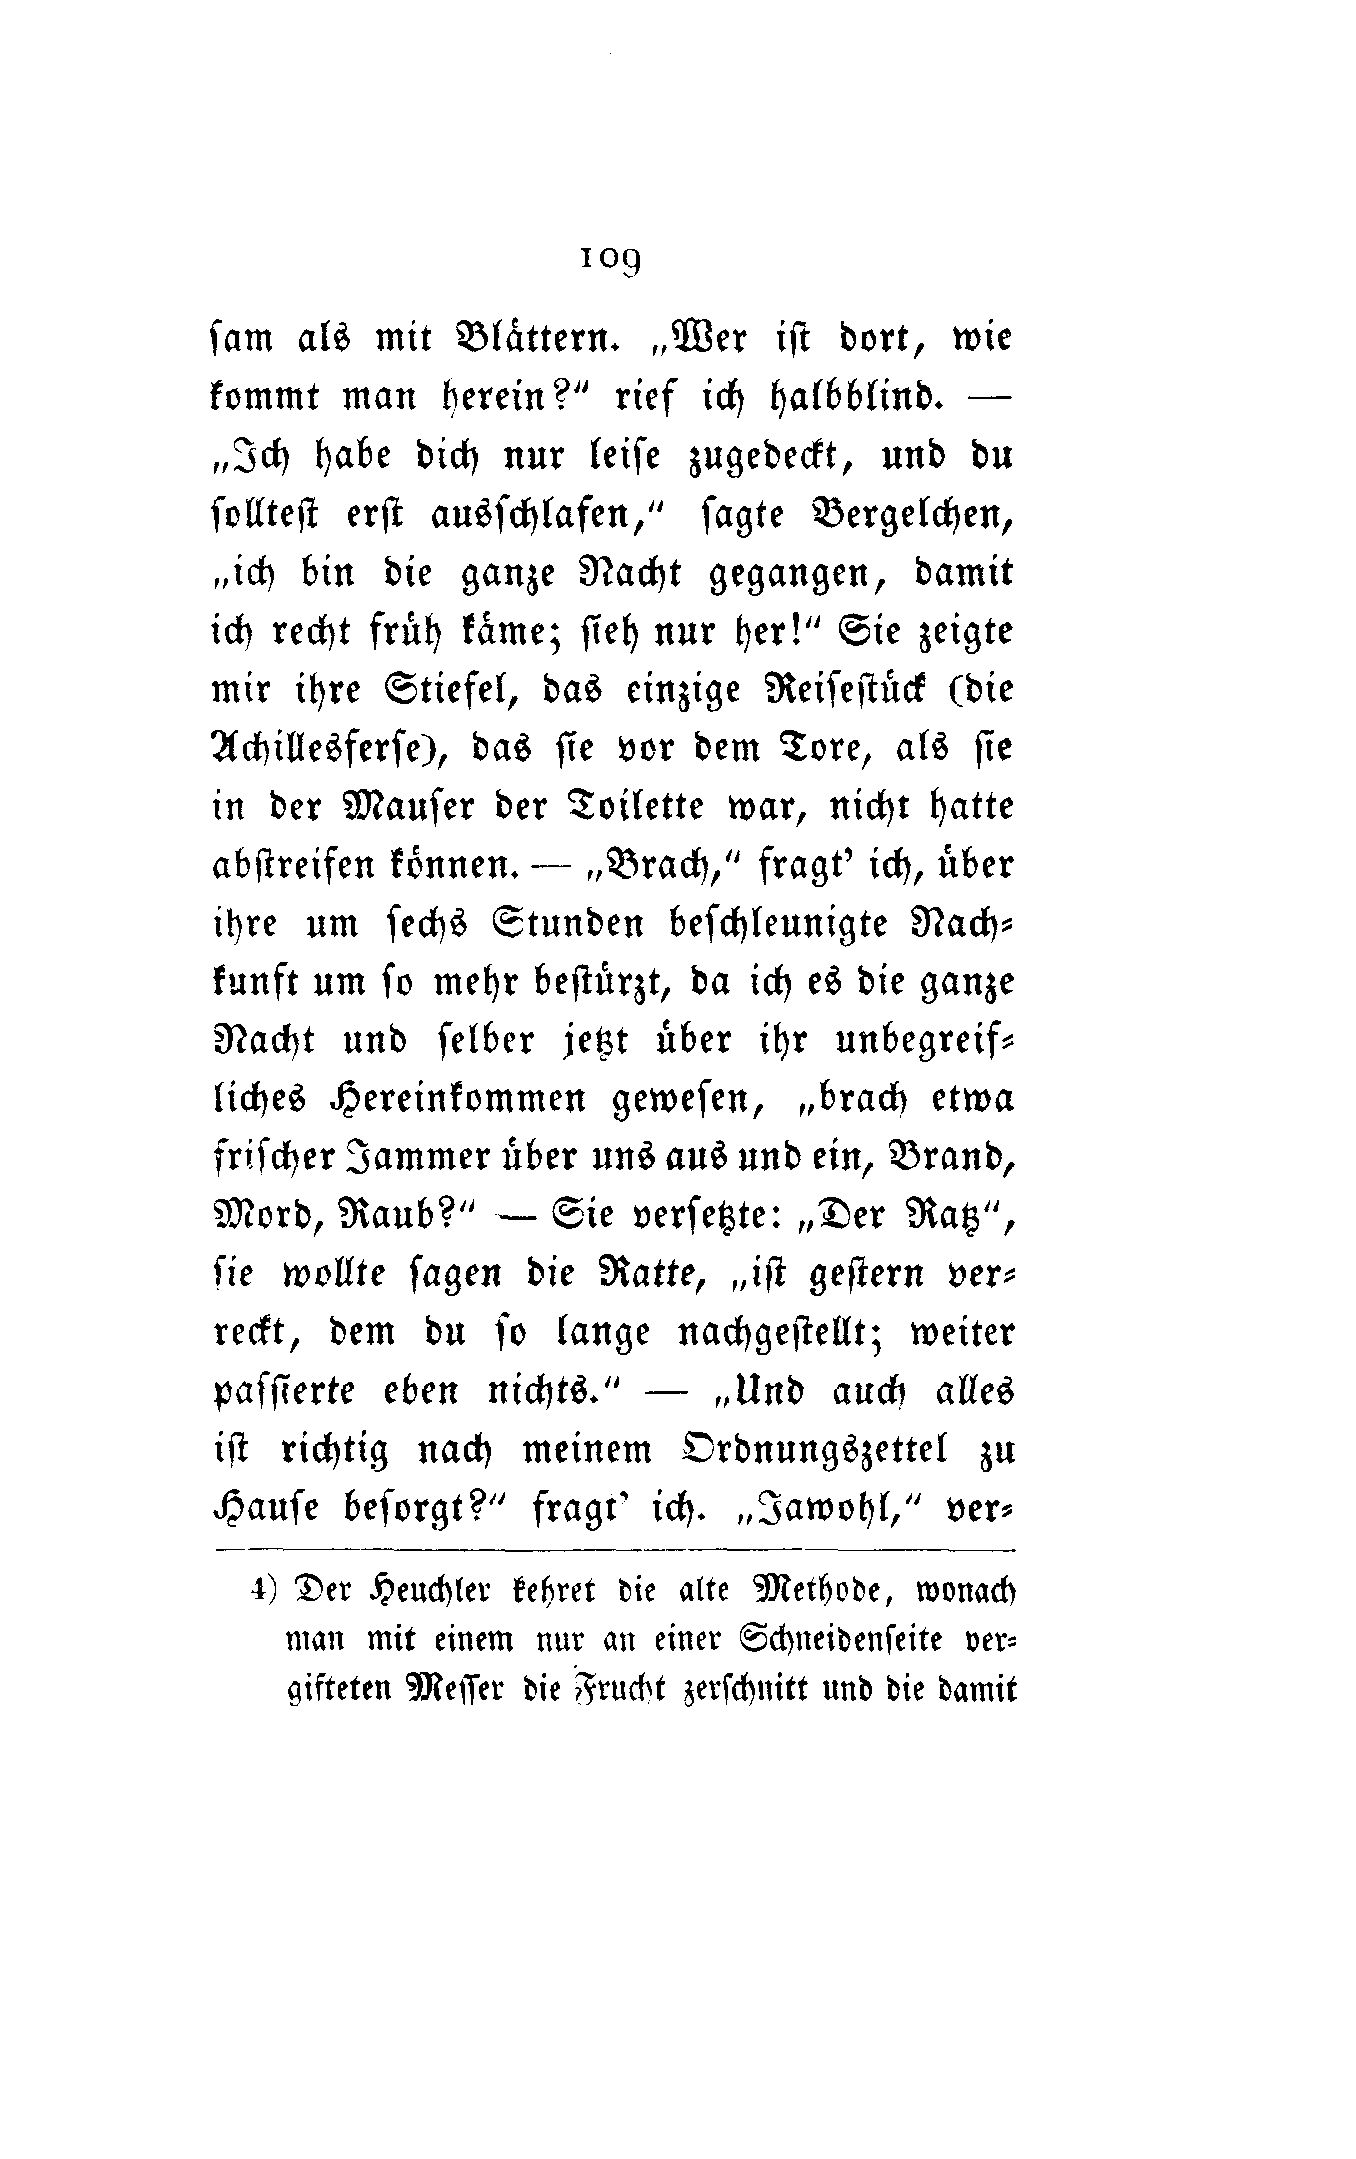 109
ſam als mit Blättern. „Wer iſt dort, wie
kommt man herein?“ rief ich halbblind. —
„Ich habe dich nur leiſe zugedeckt, und du
ſollteſt erſt ausſchlafen,“ ſagte Bergelchen,
„ich bin die ganze Nacht gegangen, damit
ich recht früh käme; ſieh nur her!“ Sie zeigte
mir ihre Stiefel, das einzige Reiſeſtück (die
Achillesferſe), das ſie vor dem Tore, als ſie
in der Mauſer der Toilette war, nicht hatte
abſtreifen können. — „Brach,“ fragt’ ich, über
ihre um ſechs Stunden beſchleunigte Nach⸗
kunft um ſo mehr beſtürzt, da ich es die ganze
Nacht und ſelber jetzt über ihr unbegreif⸗
liches Hereinkommen geweſen, „brach etwa
friſcher Jammer über uns aus und ein, Brand,
Mord, Raub?“ — Sie verſetzte: „Der Ratz“,
ſie wollte ſagen die Ratte, „iſt geſtern ver⸗
reckt, dem du ſo lange nachgeſtellt; weiter
paſſierte eben nichts.“ — „Und auch alles
iſt richtig nach meinem Ordnungszettel zu
Hauſe beſorgt?“ fragt’ ich. „Jawohl,“ ver⸗
4) Der Heuchler kehret die alte Methode, wonach
man mit einem nur an einer Schneidenſeite ver⸗
gifteten Meſſer die Frucht zerſchnitt und die damit